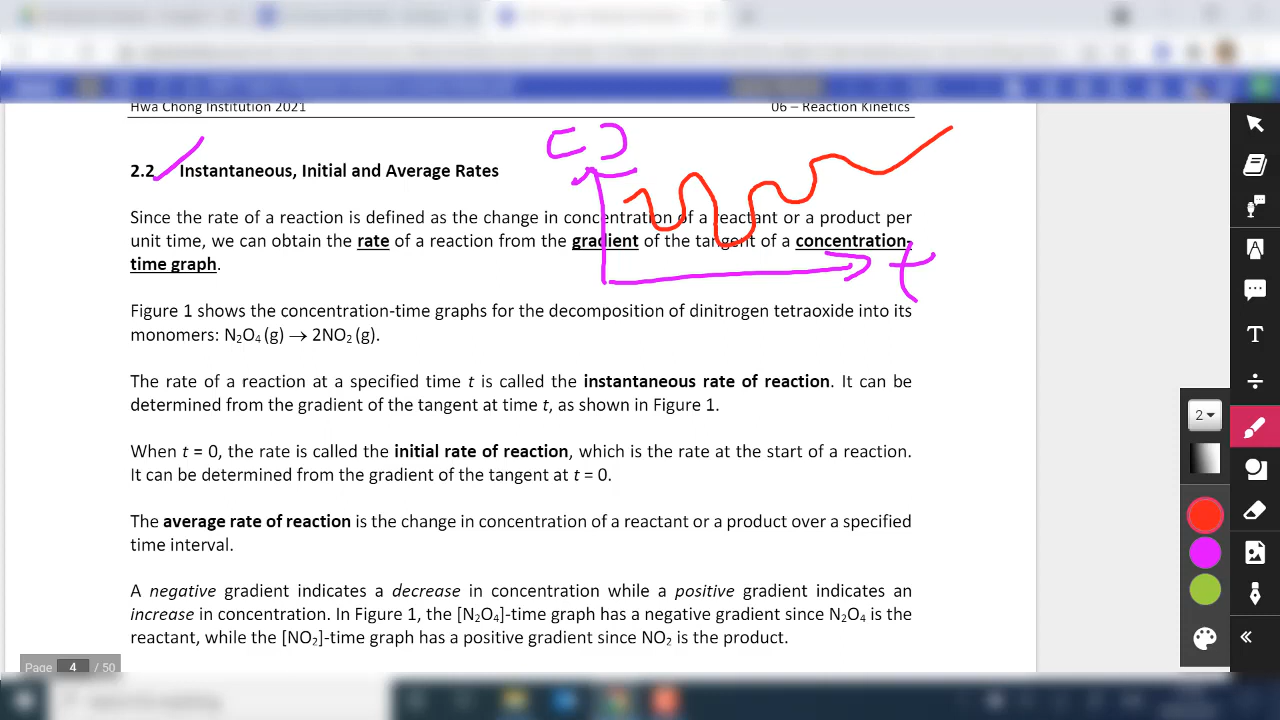 Hwa Chong Institution 2021 06 – Reaction Kinetics
[ ]
2.2 Instantaneous, Initial and Average Rates
Since the rate of a reaction is defined as the change in concentration of a reactant or a product per
unit time, we can obtain the rate of a reaction from the gradient of the tangent of a concentration-
time graph.
t
Figure 1 shows the concentration-time graphs for the decomposition of dinitrogen tetraoxide into its
monomers: N₂O₄ (g) → 2NO₂ (g).
The rate of a reaction at a specified time t is called the instantaneous rate of reaction. It can be
determined from the gradient of the tangent at time t, as shown in Figure 1.
When t = 0, the rate is called the initial rate of reaction, which is the rate at the start of a reaction.
It can be determined from the gradient of the tangent at t = 0.
The average rate of reaction is the change in concentration of a reactant or a product over a specified
time interval.
A negative gradient indicates a decrease in concentration while a positive gradient indicates an
increase in concentration. In Figure 1, the [N₂O₄]-time graph has a negative gradient since N₂O₄ is the
reactant, while the [NO₂]-time graph has a positive gradient since NO₂ is the product.
Page 4 / 50
2
T